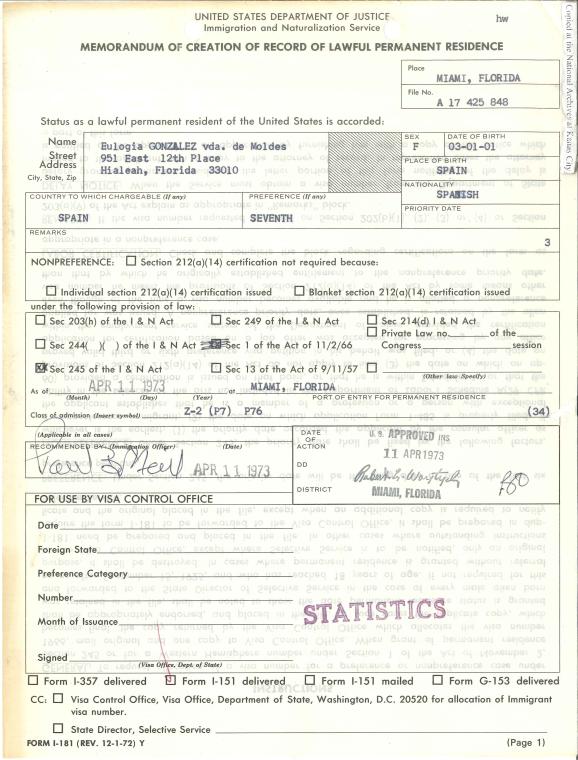 UNITED STATES DEPARTMENT OF JUSTICE
Immigration and Naturalization Service
hw
MEMORANDUM OF CREATION OF RECORD OF LAWFUL PERMANENT RESIDENCE
Copied at the National Archives at Kansas City
Place
MIAMI, FLORIDA
File No.
A 17 425 848
Status as a lawful permanent resident of the United States is accorded:
Name
Street
Address
City, State, Zip
Eulogia GONZALEZ vda. de Moldes
951 East 12th Place
Hialeah, Florida 33010
SEX
F
DATE OF BIRTH
03-01-01
PLACE OF BIRTH
SPAIN
NATIONALITY
SPANISH
COUNTRY TO WHICH CHARGEABLE (If any)
SPAIN
PREFERENCE (If any)
SEVENTH
PRIORITY DATE
REMARKS
3
NONPREFERENCE: Section 212(a)(14) certification not required because:
Individual section 212(a)(14) certification issued Blanket section 212(a)(14) certification issued
under the following provision of law:
Sec 203(h) of the I & N Act Sec 249 of the I & N Act Sec 214(d) I & N Act
Private Law no. of the
Sec 244( )( ) of the I & N Act Sec 1 of the Act of 11/2/66 Congress session
Sec 245 of the I & N Act Sec 13 of the Act of 9/11/57
(Other law-Specify)
As of APR 11 1973 at MIAMI, FLORIDA
(Month) (Day) (Year) PORT OF ENTRY FOR PERMANENT RESIDENCE
Class of admission (Insert symbol) Z-2 (P7) P76 (34)
(Applicable in all cases)
RECOMMENDED BY: (Immigration Officer) (Date)
APR 11 1973
DATE OF ACTION
DD
DISTRICT
U.S. APPROVED INS
11 APR 1973
MIAMI, FLORIDA
FOR USE BY VISA CONTROL OFFICE
Date
Foreign State
Preference Category
Number
Month of Issuance
STATISTICS
Signed
(Visa Office, Dept. of State)
Form I-357 delivered Form I-151 delivered Form I-151 mailed Form G-153 delivered
CC: Visa Control Office, Visa Office, Department of State, Washington, D.C. 20520 for allocation of Immigrant
visa number.
State Director, Selective Service
FORM I-181 (REV. 12-1-72) Y
(Page 1)